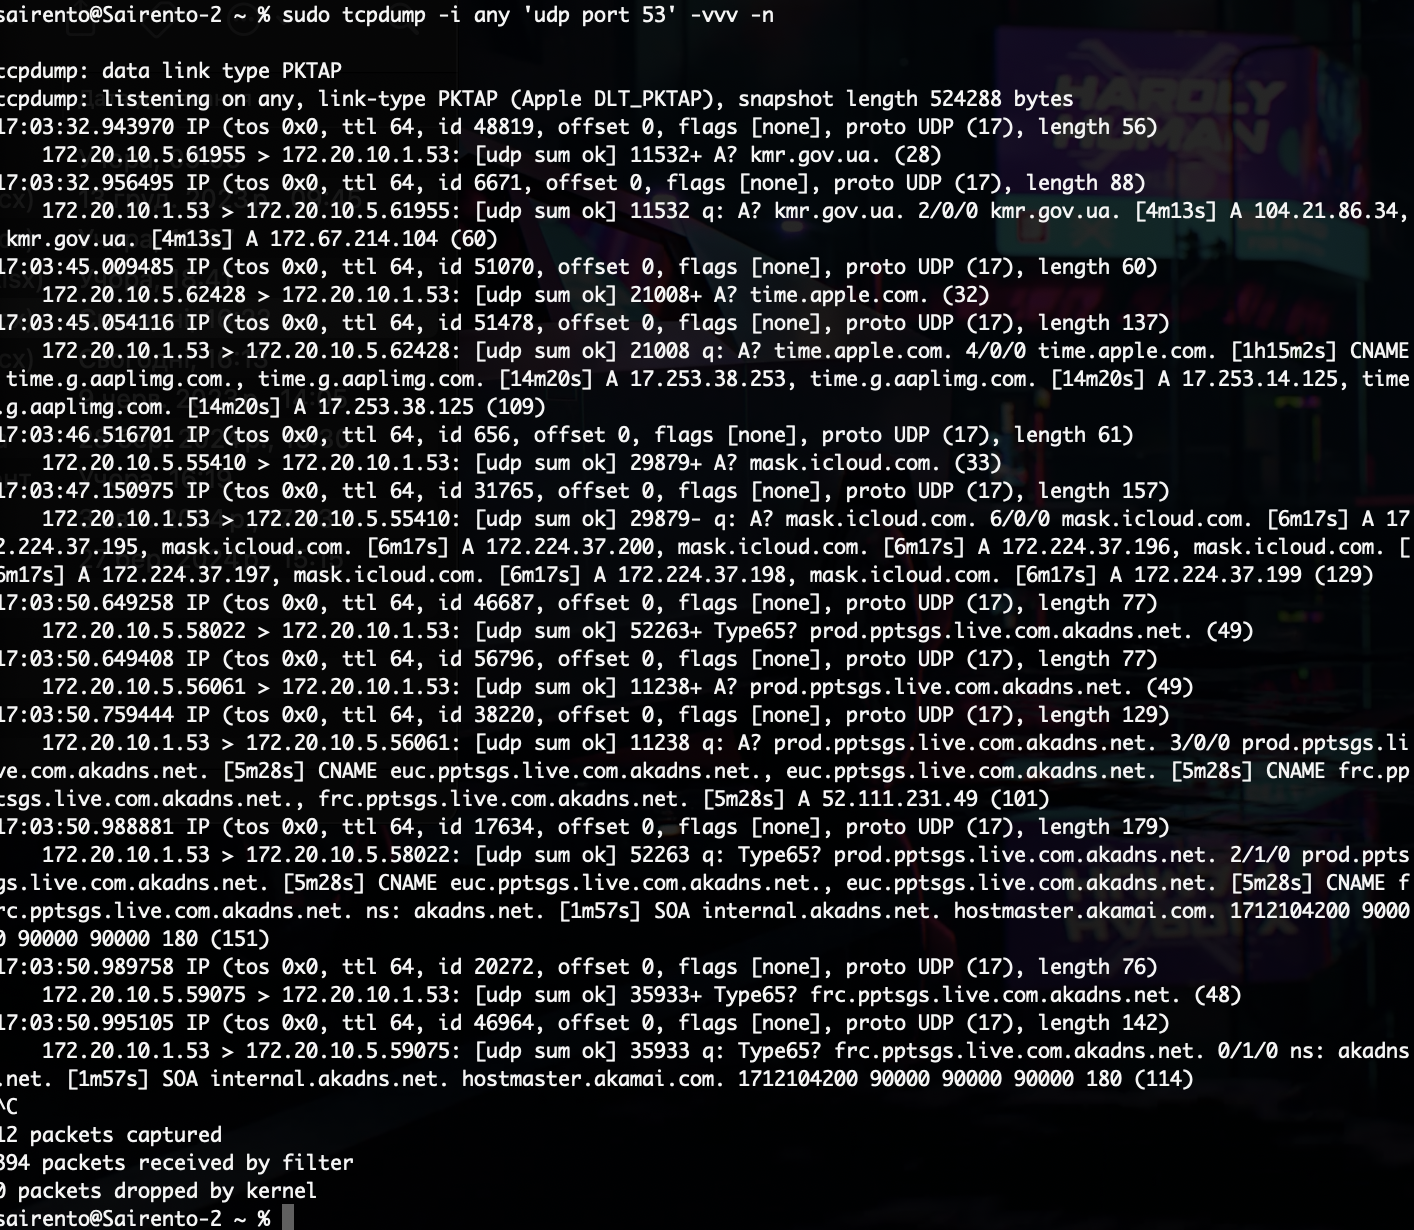 sairento@Sairento-2 ~ % sudo tcpdump -i any 'udp port 53' -vvv -n
tcpdump: data link type PKTAP
tcpdump: listening on any, link-type PKTAP (Apple DLT_PKTAP), snapshot length 524288 bytes
17:03:32.943970 IP (tos 0x0, ttl 64, id 48819, offset 0, flags [none], proto UDP (17), length 56)
172.20.10.5.61955 > 172.20.10.1.53: [udp sum ok] 11532+ A? kmr.gov.ua. (28)
17:03:32.956495 IP (tos 0x0, ttl 64, id 6671, offset 0, flags [none], proto UDP (17), length 88)
172.20.10.1.53 > 172.20.10.5.61955: [udp sum ok] 11532 q: A? kmr.gov.ua. 2/0/0 kmr.gov.ua. [4m13s] A 104.21.86.34,
kmr.gov.ua. [4m13s] A 172.67.214.104 (60)
17:03:45.009485 IP (tos 0x0, ttl 64, id 51070, offset 0, flags [none], proto UDP (17), length 60)
172.20.10.5.62428 > 172.20.10.1.53: [udp sum ok] 21008+ A? time.apple.com. (32)
17:03:45.054116 IP (tos 0x0, ttl 64, id 51478, offset 0, flags [none], proto UDP (17), length 137)
172.20.10.1.53 > 172.20.10.5.62428: [udp sum ok] 21008 q: A? time.apple.com. 4/0/0 time.apple.com. [1h15m2s] CNAME
time.g.aaplimg.com., time.g.aaplimg.com. [14m20s] A 17.253.38.253, time.g.aaplimg.com. [14m20s] A 17.253.14.125, time
.g.aaplimg.com. [14m20s] A 17.253.38.125 (109)
17:03:46.516701 IP (tos 0x0, ttl 64, id 656, offset 0, flags [none], proto UDP (17), length 61)
172.20.10.5.55410 > 172.20.10.1.53: [udp sum ok] 29879+ A? mask.icloud.com. (33)
17:03:47.150975 IP (tos 0x0, ttl 64, id 31765, offset 0, flags [none], proto UDP (17), length 157)
172.20.10.1.53 > 172.20.10.5.55410: [udp sum ok] 29879- q: A? mask.icloud.com. 6/0/0 mask.icloud.com. [6m17s] A 17
2.224.37.195, mask.icloud.com. [6m17s] A 172.224.37.200, mask.icloud.com. [6m17s] A 172.224.37.196, mask.icloud.com. [
6m17s] A 172.224.37.197, mask.icloud.com. [6m17s] A 172.224.37.198, mask.icloud.com. [6m17s] A 172.224.37.199 (129)
17:03:50.649258 IP (tos 0x0, ttl 64, id 46687, offset 0, flags [none], proto UDP (17), length 77)
172.20.10.5.58022 > 172.20.10.1.53: [udp sum ok] 52263+ Type65? prod.pptsgs.live.com.akadns.net. (49)
17:03:50.649408 IP (tos 0x0, ttl 64, id 56796, offset 0, flags [none], proto UDP (17), length 77)
172.20.10.5.56061 > 172.20.10.1.53: [udp sum ok] 11238+ A? prod.pptsgs.live.com.akadns.net. (49)
17:03:50.759444 IP (tos 0x0, ttl 64, id 38220, offset 0, flags [none], proto UDP (17), length 129)
172.20.10.1.53 > 172.20.10.5.56061: [udp sum ok] 11238 q: A? prod.pptsgs.live.com.akadns.net. 3/0/0 prod.pptsgs.li
ve.com.akadns.net. [5m28s] CNAME euc.pptsgs.live.com.akadns.net., euc.pptsgs.live.com.akadns.net. [5m28s] CNAME frc.pp
tsgs.live.com.akadns.net., frc.pptsgs.live.com.akadns.net. [5m28s] A 52.111.231.49 (101)
17:03:50.988881 IP (tos 0x0, ttl 64, id 17634, offset 0, flags [none], proto UDP (17), length 179)
172.20.10.1.53 > 172.20.10.5.58022: [udp sum ok] 52263 q: Type65? prod.pptsgs.live.com.akadns.net. 2/1/0 prod.ppts
gs.live.com.akadns.net. [5m28s] CNAME euc.pptsgs.live.com.akadns.net., euc.pptsgs.live.com.akadns.net. [5m28s] CNAME f
rc.pptsgs.live.com.akadns.net. ns: akadns.net. [1m57s] SOA internal.akadns.net. hostmaster.akamai.com. 1712104200 9000
0 90000 90000 180 (151)
17:03:50.989758 IP (tos 0x0, ttl 64, id 20272, offset 0, flags [none], proto UDP (17), length 76)
172.20.10.5.59075 > 172.20.10.1.53: [udp sum ok] 35933+ Type65? frc.pptsgs.live.com.akadns.net. (48)
17:03:50.995105 IP (tos 0x0, ttl 64, id 46964, offset 0, flags [none], proto UDP (17), length 142)
172.20.10.1.53 > 172.20.10.5.59075: [udp sum ok] 35933 q: Type65? frc.pptsgs.live.com.akadns.net. 0/1/0 ns: akadns
.net. [1m57s] SOA internal.akadns.net. hostmaster.akamai.com. 1712104200 90000 90000 90000 180 (114)
^C
12 packets captured
894 packets received by filter
0 packets dropped by kernel
sairento@Sairento-2 ~ %
HARDLY
HUMAN